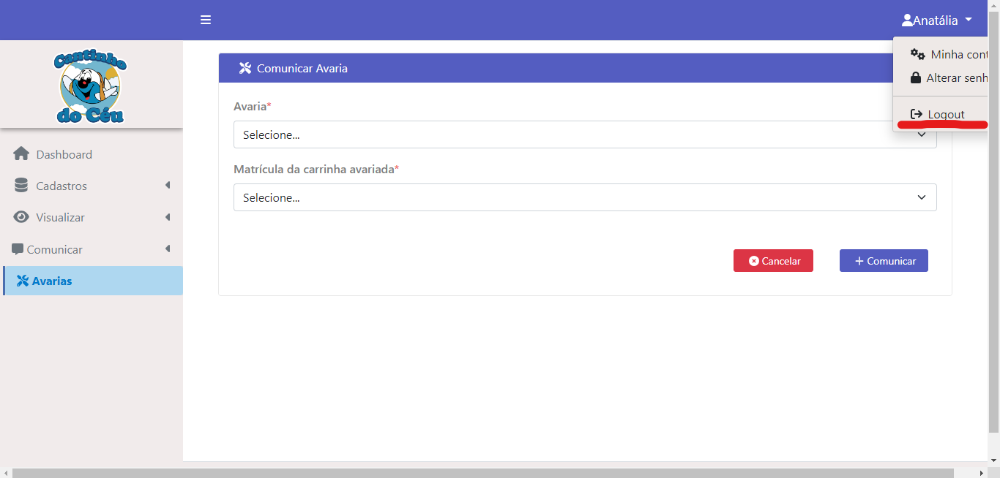 Anatália
Cantinho
do Céu
Minha cont
Alterar senh
Logout
Dashboard
Cadastros
Visualizar
Comunicar
Avarias
Comunicar Avaria
Avaria*
Selecione...
Matrícula da carrinha avariada*
Selecione...
Cancelar
Comunicar